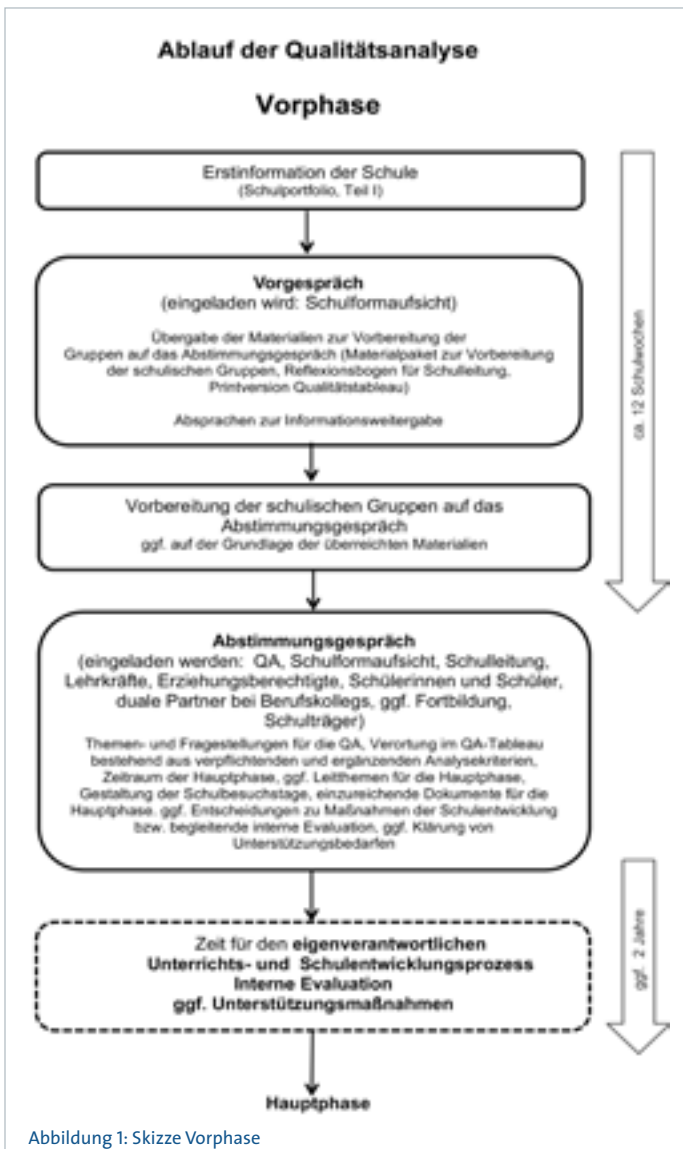 Ablauf der Qualitätsanalyse
Vorphase
Erstinformation der Schule
(Schulportfolio, Teil I)
Vorgespräch
(eingeladen wird: Schulformaufsicht)
Übergabe der Materialien zur Vorbereitung der
Gruppen auf das Abstimmungsgespräch (Materialpaket zur Vorbereitung
der schulischen Gruppen, Reflexionsbogen für Schulleitung,
Printversion Qualitätstableau)
Absprachen zur Informationsweitergabe
Vorbereitung der schulischen Gruppen auf das
Abstimmungsgespräch
ggf. auf der Grundlage der überreichten Materialien
ca. 12 Schulwochen
Abstimmungsgespräch
(eingeladen werden: QA, Schulformaufsicht, Schulleitung,
Lehrkräfte, Erziehungsberechtigte, Schülerinnen und Schüler,
duale Partner bei Berufskollegs, ggf. Fortbildung,
Schulträger)
Themen- und Fragestellungen für die QA, Verortung im QA-Tableau
bestehend aus verpflichtenden und ergänzenden Analysekriterien,
Zeitraum der Hauptphase, ggf. Leitthemen für die Hauptphase,
Gestaltung der Schulbesuchstage, einzureichende Dokumente für die
Hauptphase, ggf. Entscheidungen zu Maßnahmen der Schulentwicklung
bzw. begleitende interne Evaluation, ggf. Klärung von
Unterstützungsbedarfen
Zeit für den eigenverantwortlichen
Unterrichts- und Schulentwicklungsprozess
Interne Evaluation
ggf. Unterstützungsmaßnahmen
ggf. 2 Jahre
Hauptphase
Abbildung 1: Skizze Vorphase